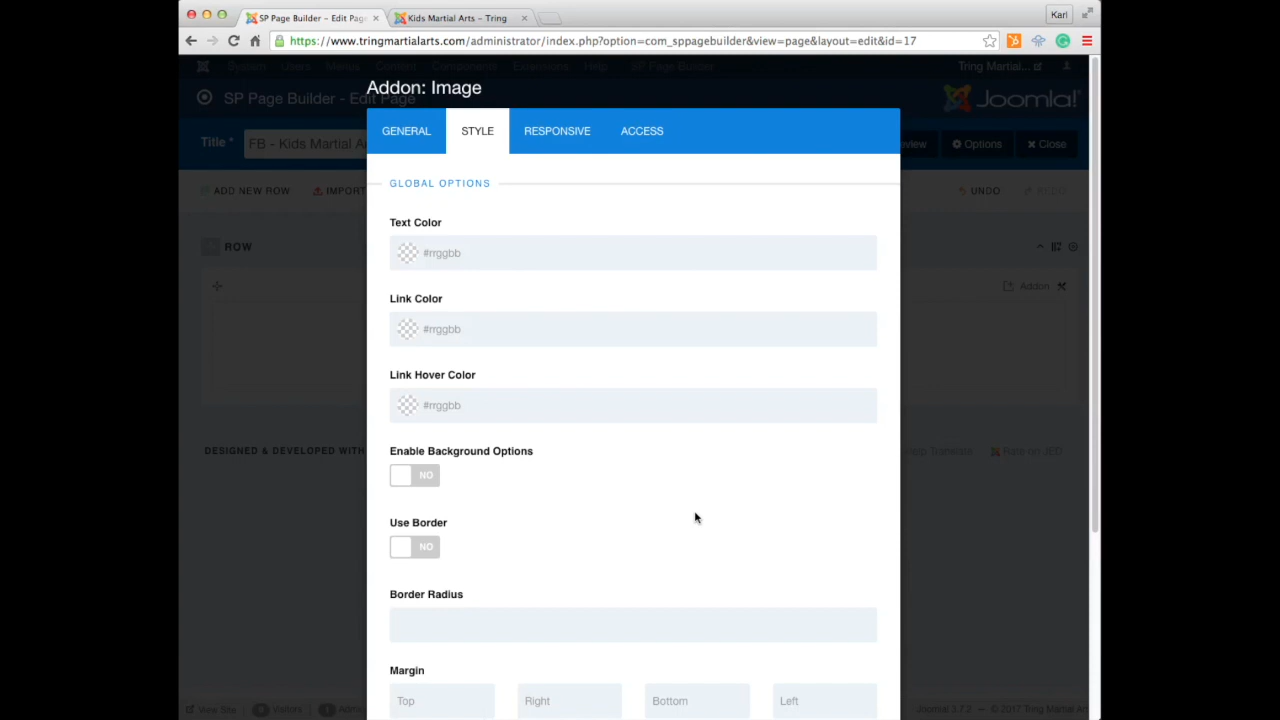 SP Page Builder - Edit Page
Kids Martial Arts – Tring
Karl
https://www.tringmartialarts.com/administrator/index.php?option=com_sppagebuilder&view=page&layout=edit&id=17
System Users Menus Content Components Extensions Help SP Page Builder Tring Martial...
Addon: Image
SP Page Builder - Edit Page
Joomla!
GENERAL STYLE RESPONSIVE ACCESS
Title * FB - Kids Martial A
Options Close
GLOBAL OPTIONS
ADD NEW ROW IMPORT UNDO REDO
Text Color
#rrggbb
ROW
Addon
Link Color
#rrggbb
Link Hover Color
#rrggbb
DESIGNED & DEVELOPED WITH
Enable Background Options
Translate Rate on JED
NO
Use Border
NO
Border Radius
Margin
Top Right Bottom Left
View Site 0 Visitors 1 Admin
Joomla! 3.7.2 — © 2017 Tring Martial Art